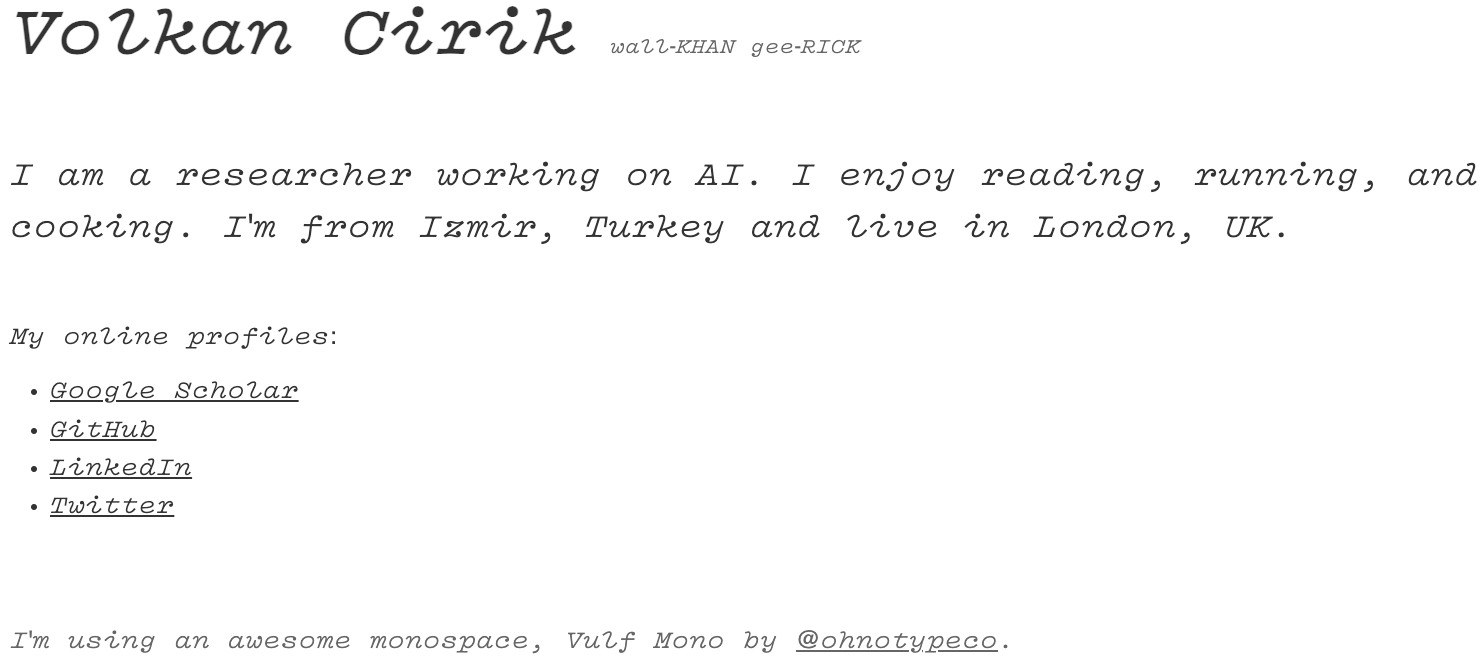 Volkan Cirik wall-KHAN gee-RICK
I am a researcher working on AI. I enjoy reading, running, and
cooking. I'm from Izmir, Turkey and live in London, UK.
My online profiles:
• Google Scholar
• GitHub
• LinkedIn
• Twitter
I'm using an awesome monospace, Vulf Mono by @ohnotypeco.